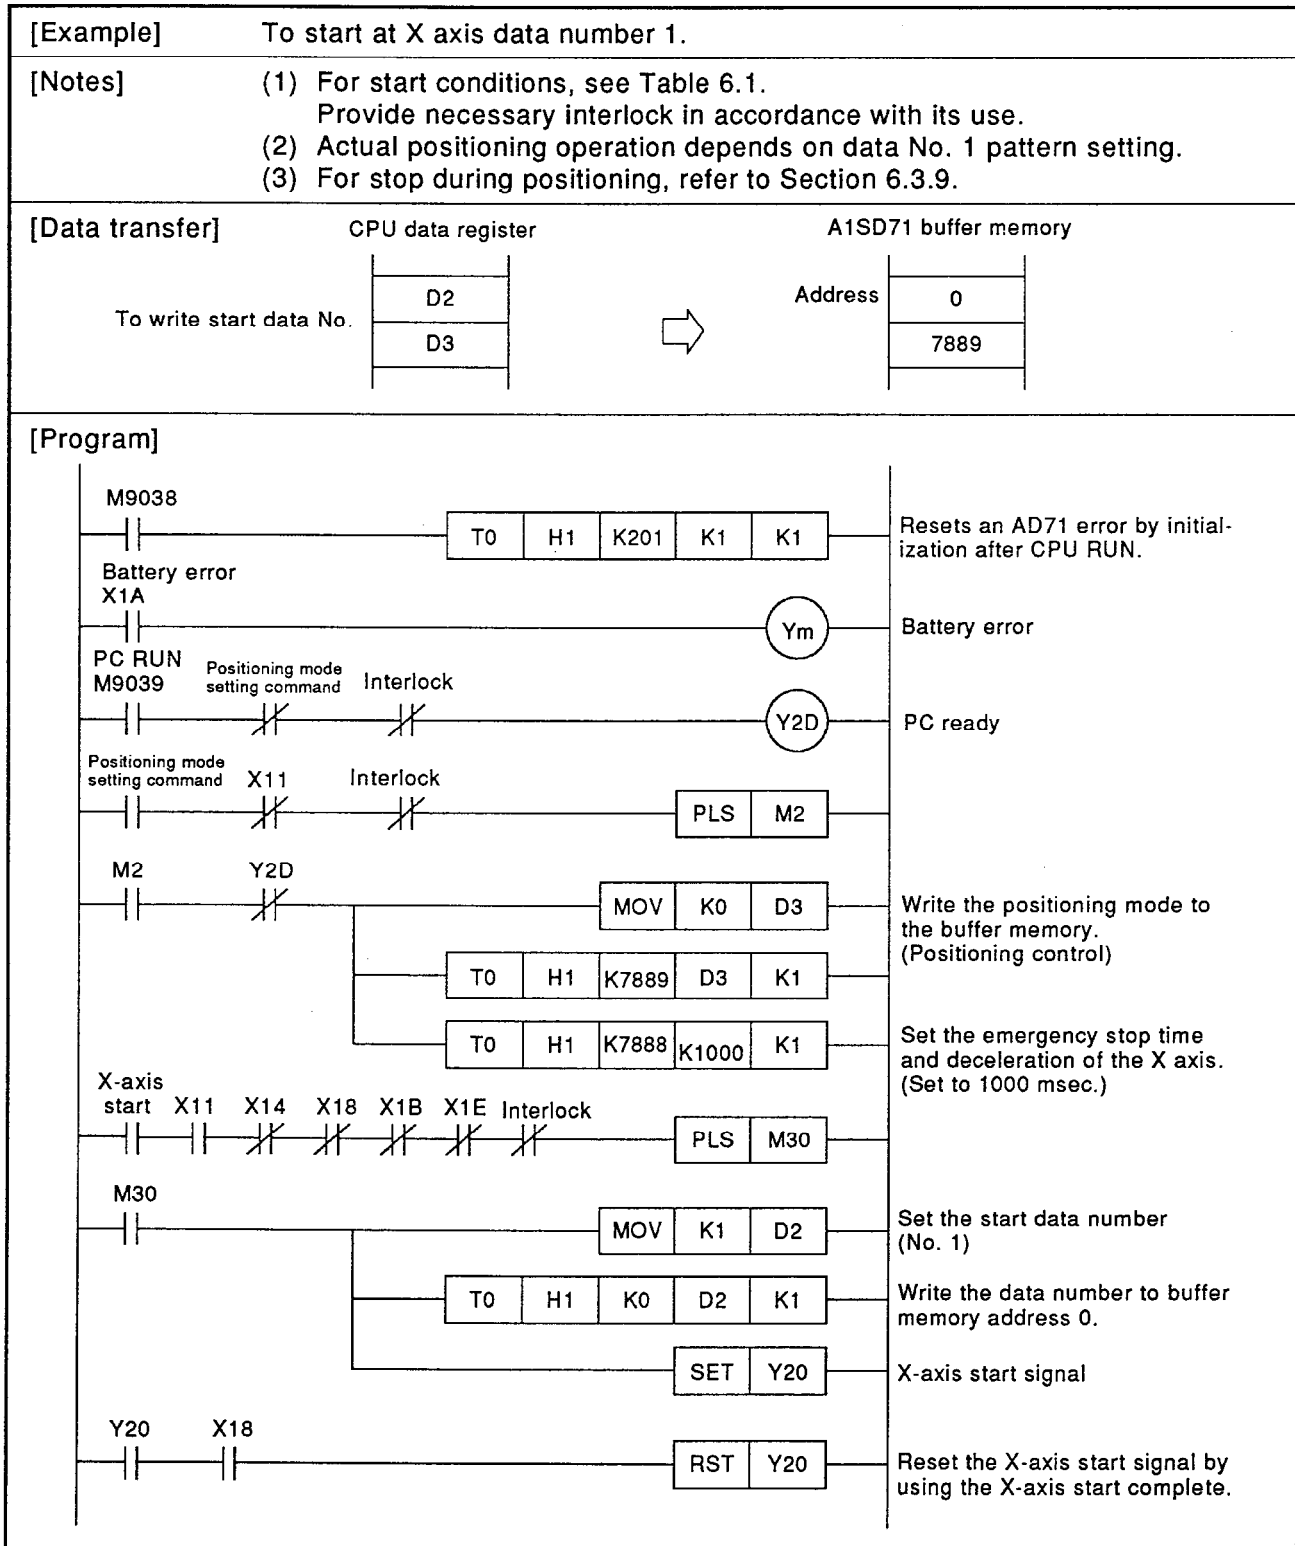 [Example] To start at X axis data number 1.
[Notes] (1) For start conditions, see Table 6.1.
Provide necessary interlock in accordance with its use.
(2) Actual positioning operation depends on data No. 1 pattern setting.
(3) For stop during positioning, refer to Section 6.3.9.
[Data transfer] CPU data register A1SD71 buffer memory
To write start data No. D2 Address 0
D3 7889
[Program]
M9038
T0 H1 K201 K1 K1 Resets an AD71 error by initial-
ization after CPU RUN.
Battery error
X1A
Ym Battery error
PC RUN Positioning mode
M9039 setting command Interlock
Y2D PC ready
Positioning mode
setting command X11 Interlock
PLS M2
M2 Y2D
MOV K0 D3 Write the positioning mode to
the buffer memory.
(Positioning control)
T0 H1 K7889 D3 K1
T0 H1 K7888 K1000 K1 Set the emergency stop time
and deceleration of the X axis.
(Set to 1000 msec.)
X-axis
start X11 X14 X18 X1B X1E Interlock
PLS M30
M30
MOV K1 D2 Set the start data number
(No. 1)
T0 H1 K0 D2 K1 Write the data number to buffer
memory address 0.
SET Y20 X-axis start signal
Y20 X18
RST Y20 Reset the X-axis start signal by
using the X-axis start complete.